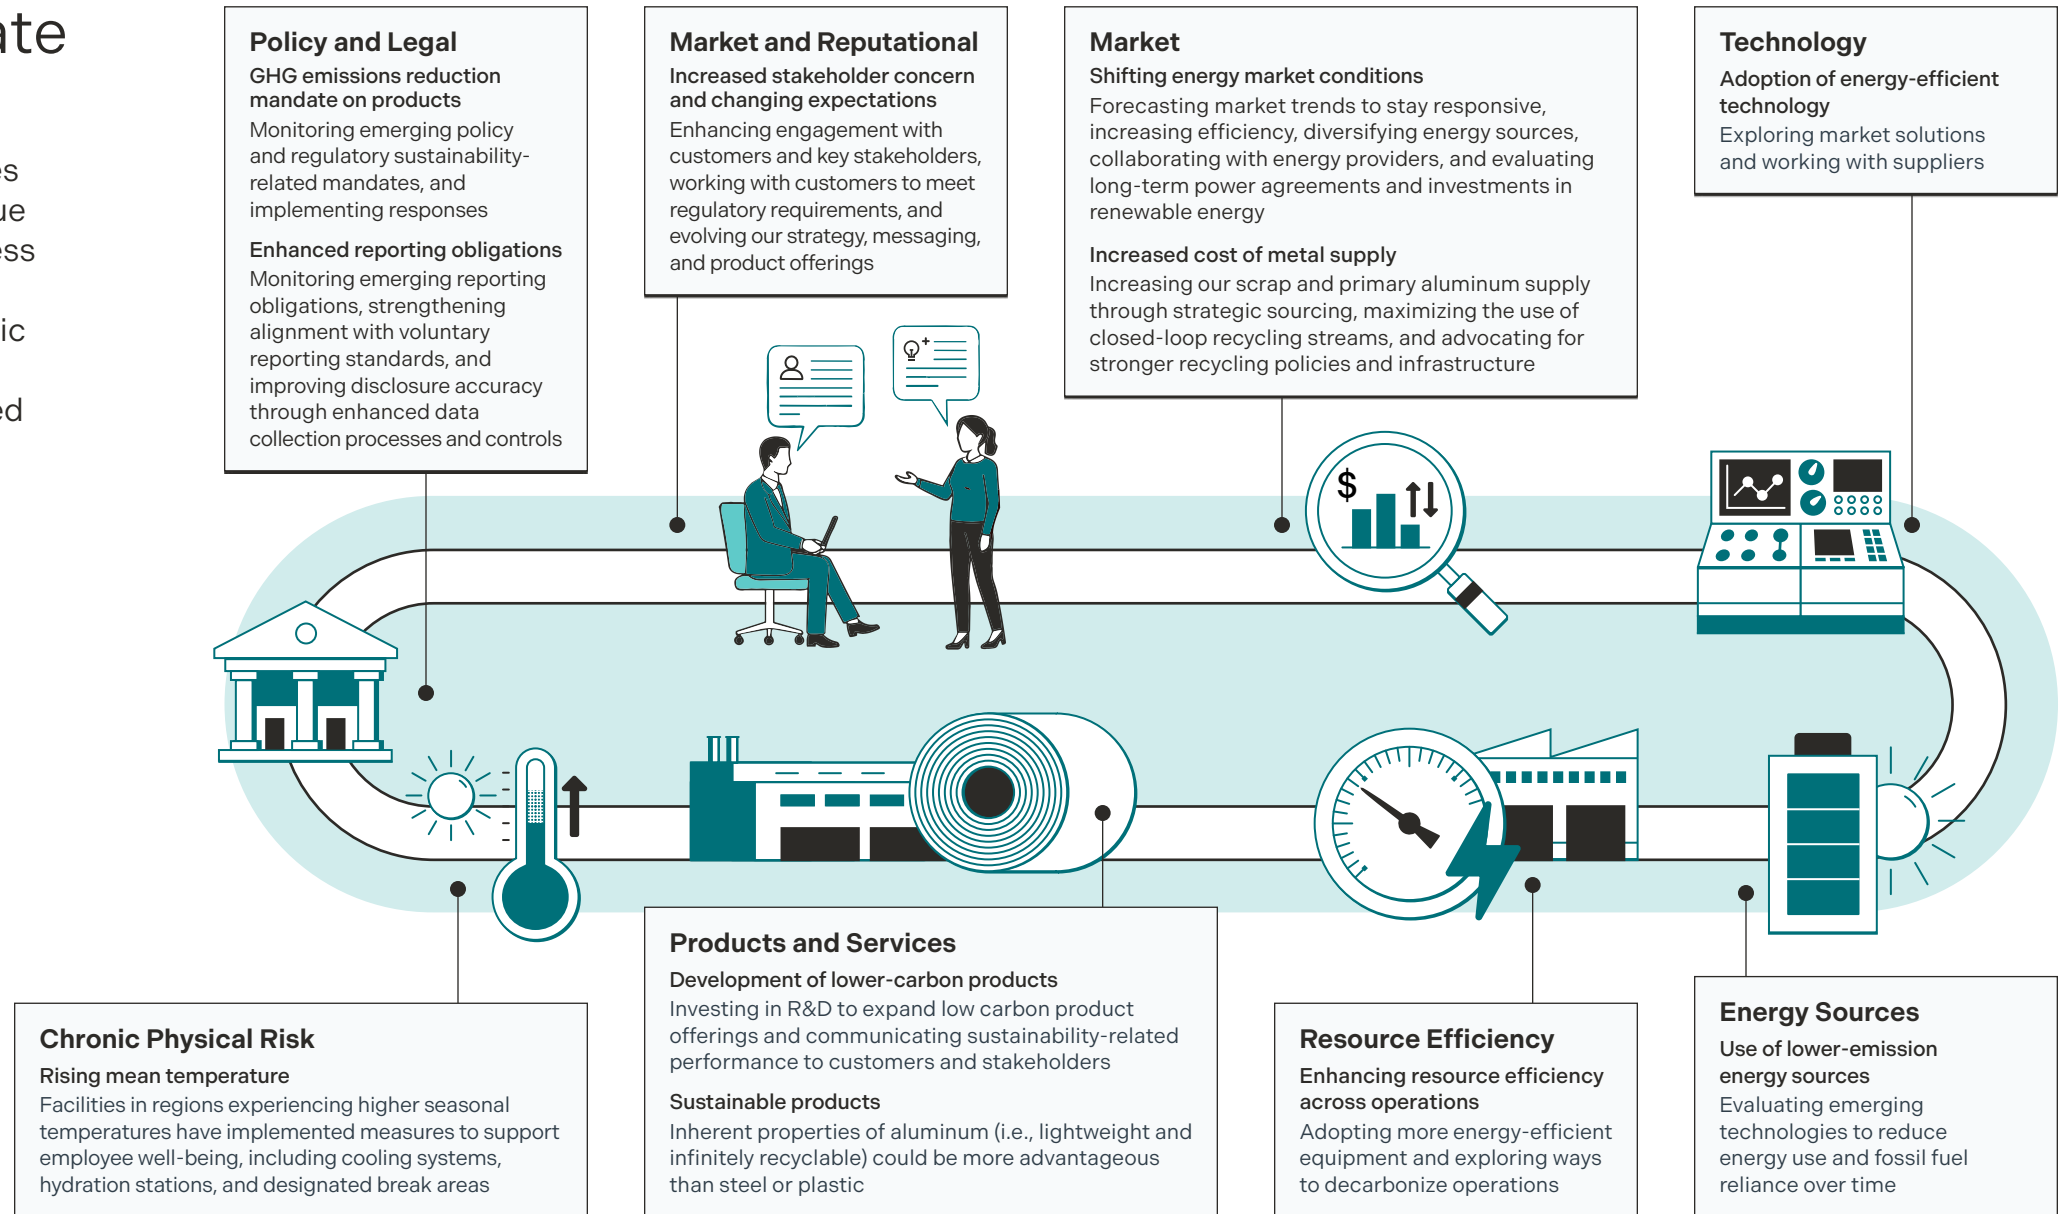 Policy and Legal
GHG emissions reduction
mandate on products
Monitoring emerging policy
and regulatory sustainability-
related mandates, and
implementing responses
Enhanced reporting obligations
Monitoring emerging reporting
obligations, strengthening
alignment with voluntary
reporting standards, and
improving disclosure accuracy
through enhanced data
collection processes and controls
Market and Reputational
Increased stakeholder concern
and changing expectations
Enhancing engagement with
customers and key stakeholders,
working with customers to meet
regulatory requirements, and
evolving our strategy, messaging,
and product offerings
Market
Shifting energy market conditions
Forecasting market trends to stay responsive,
increasing efficiency, diversifying energy sources,
collaborating with energy providers, and evaluating
long-term power agreements and investments in
renewable energy
Increased cost of metal supply
Increasing our scrap and primary aluminum supply
through strategic sourcing, maximizing the use of
closed-loop recycling streams, and advocating for
stronger recycling policies and infrastructure
Technology
Adoption of energy-efficient
technology
Exploring market solutions
and working with suppliers
$
Chronic Physical Risk
Rising mean temperature
Facilities in regions experiencing higher seasonal
temperatures have implemented measures to support
employee well-being, including cooling systems,
hydration stations, and designated break areas
Products and Services
Development of lower-carbon products
Investing in R&D to expand low carbon product
offerings and communicating sustainability-related
performance to customers and stakeholders
Sustainable products
Inherent properties of aluminum (i.e., lightweight and
infinitely recyclable) could be more advantageous
than steel or plastic
Resource Efficiency
Enhancing resource efficiency
across operations
Adopting more energy-efficient
equipment and exploring ways
to decarbonize operations
Energy Sources
Use of lower-emission
energy sources
Evaluating emerging
technologies to reduce
energy use and fossil fuel
reliance over time